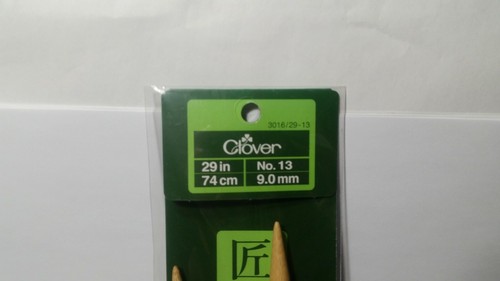 3016/29-13
Clover
29 in No. 13
74 cm 9.0 mm
匠